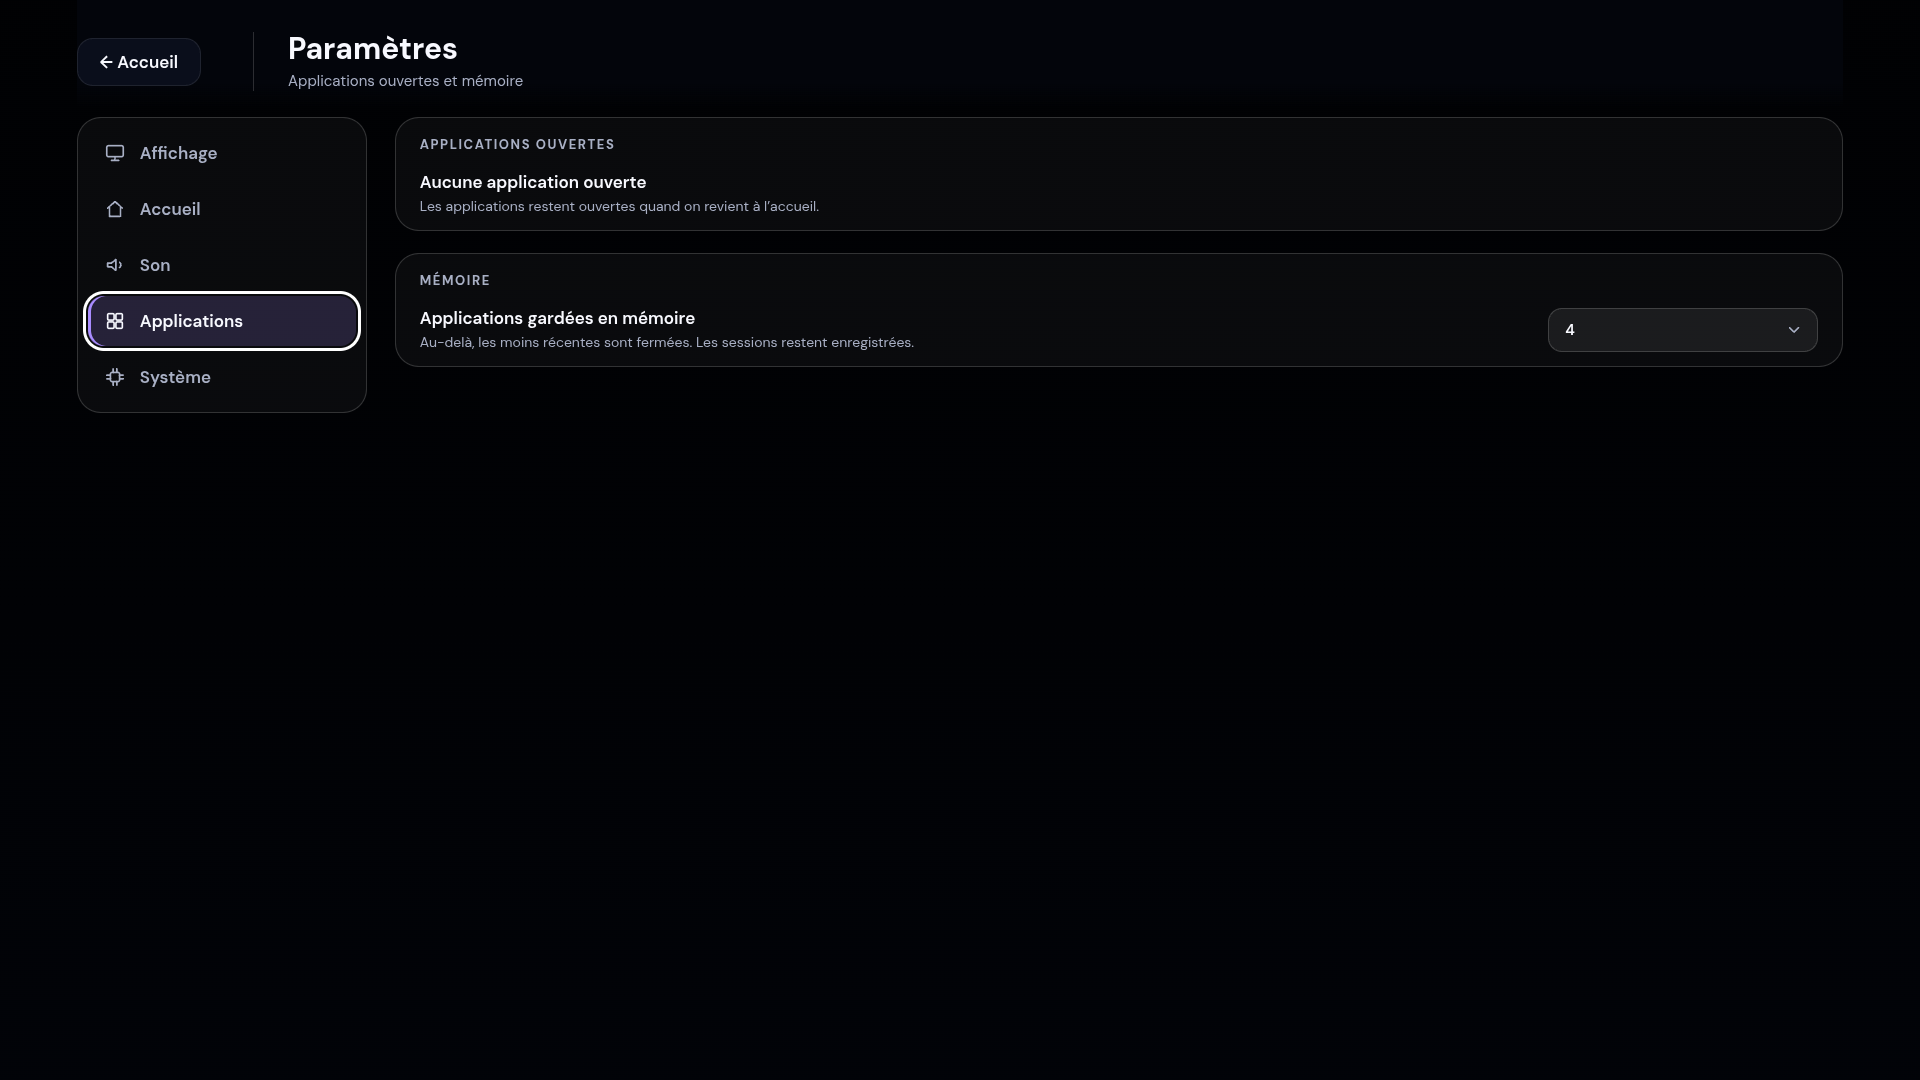 ← Accueil
Paramètres
Applications ouvertes et mémoire
Affichage
Accueil
Son
Applications
Système
APPLICATIONS OUVERTES
Aucune application ouverte
Les applications restent ouvertes quand on revient à l’accueil.
MÉMOIRE
Applications gardées en mémoire
Au-delà, les moins récentes sont fermées. Les sessions restent enregistrées.
4